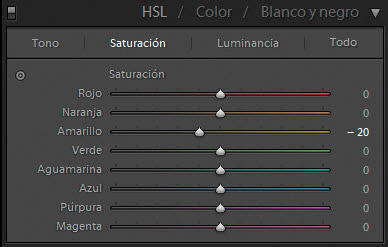 HSL / Color / Blanco y negro
Tono Saturación Luminancia Todo
Saturación
Rojo 0
Naranja 0
Amarillo – 20
Verde 0
Aguamarina 0
Azul 0
Púrpura 0
Magenta 0